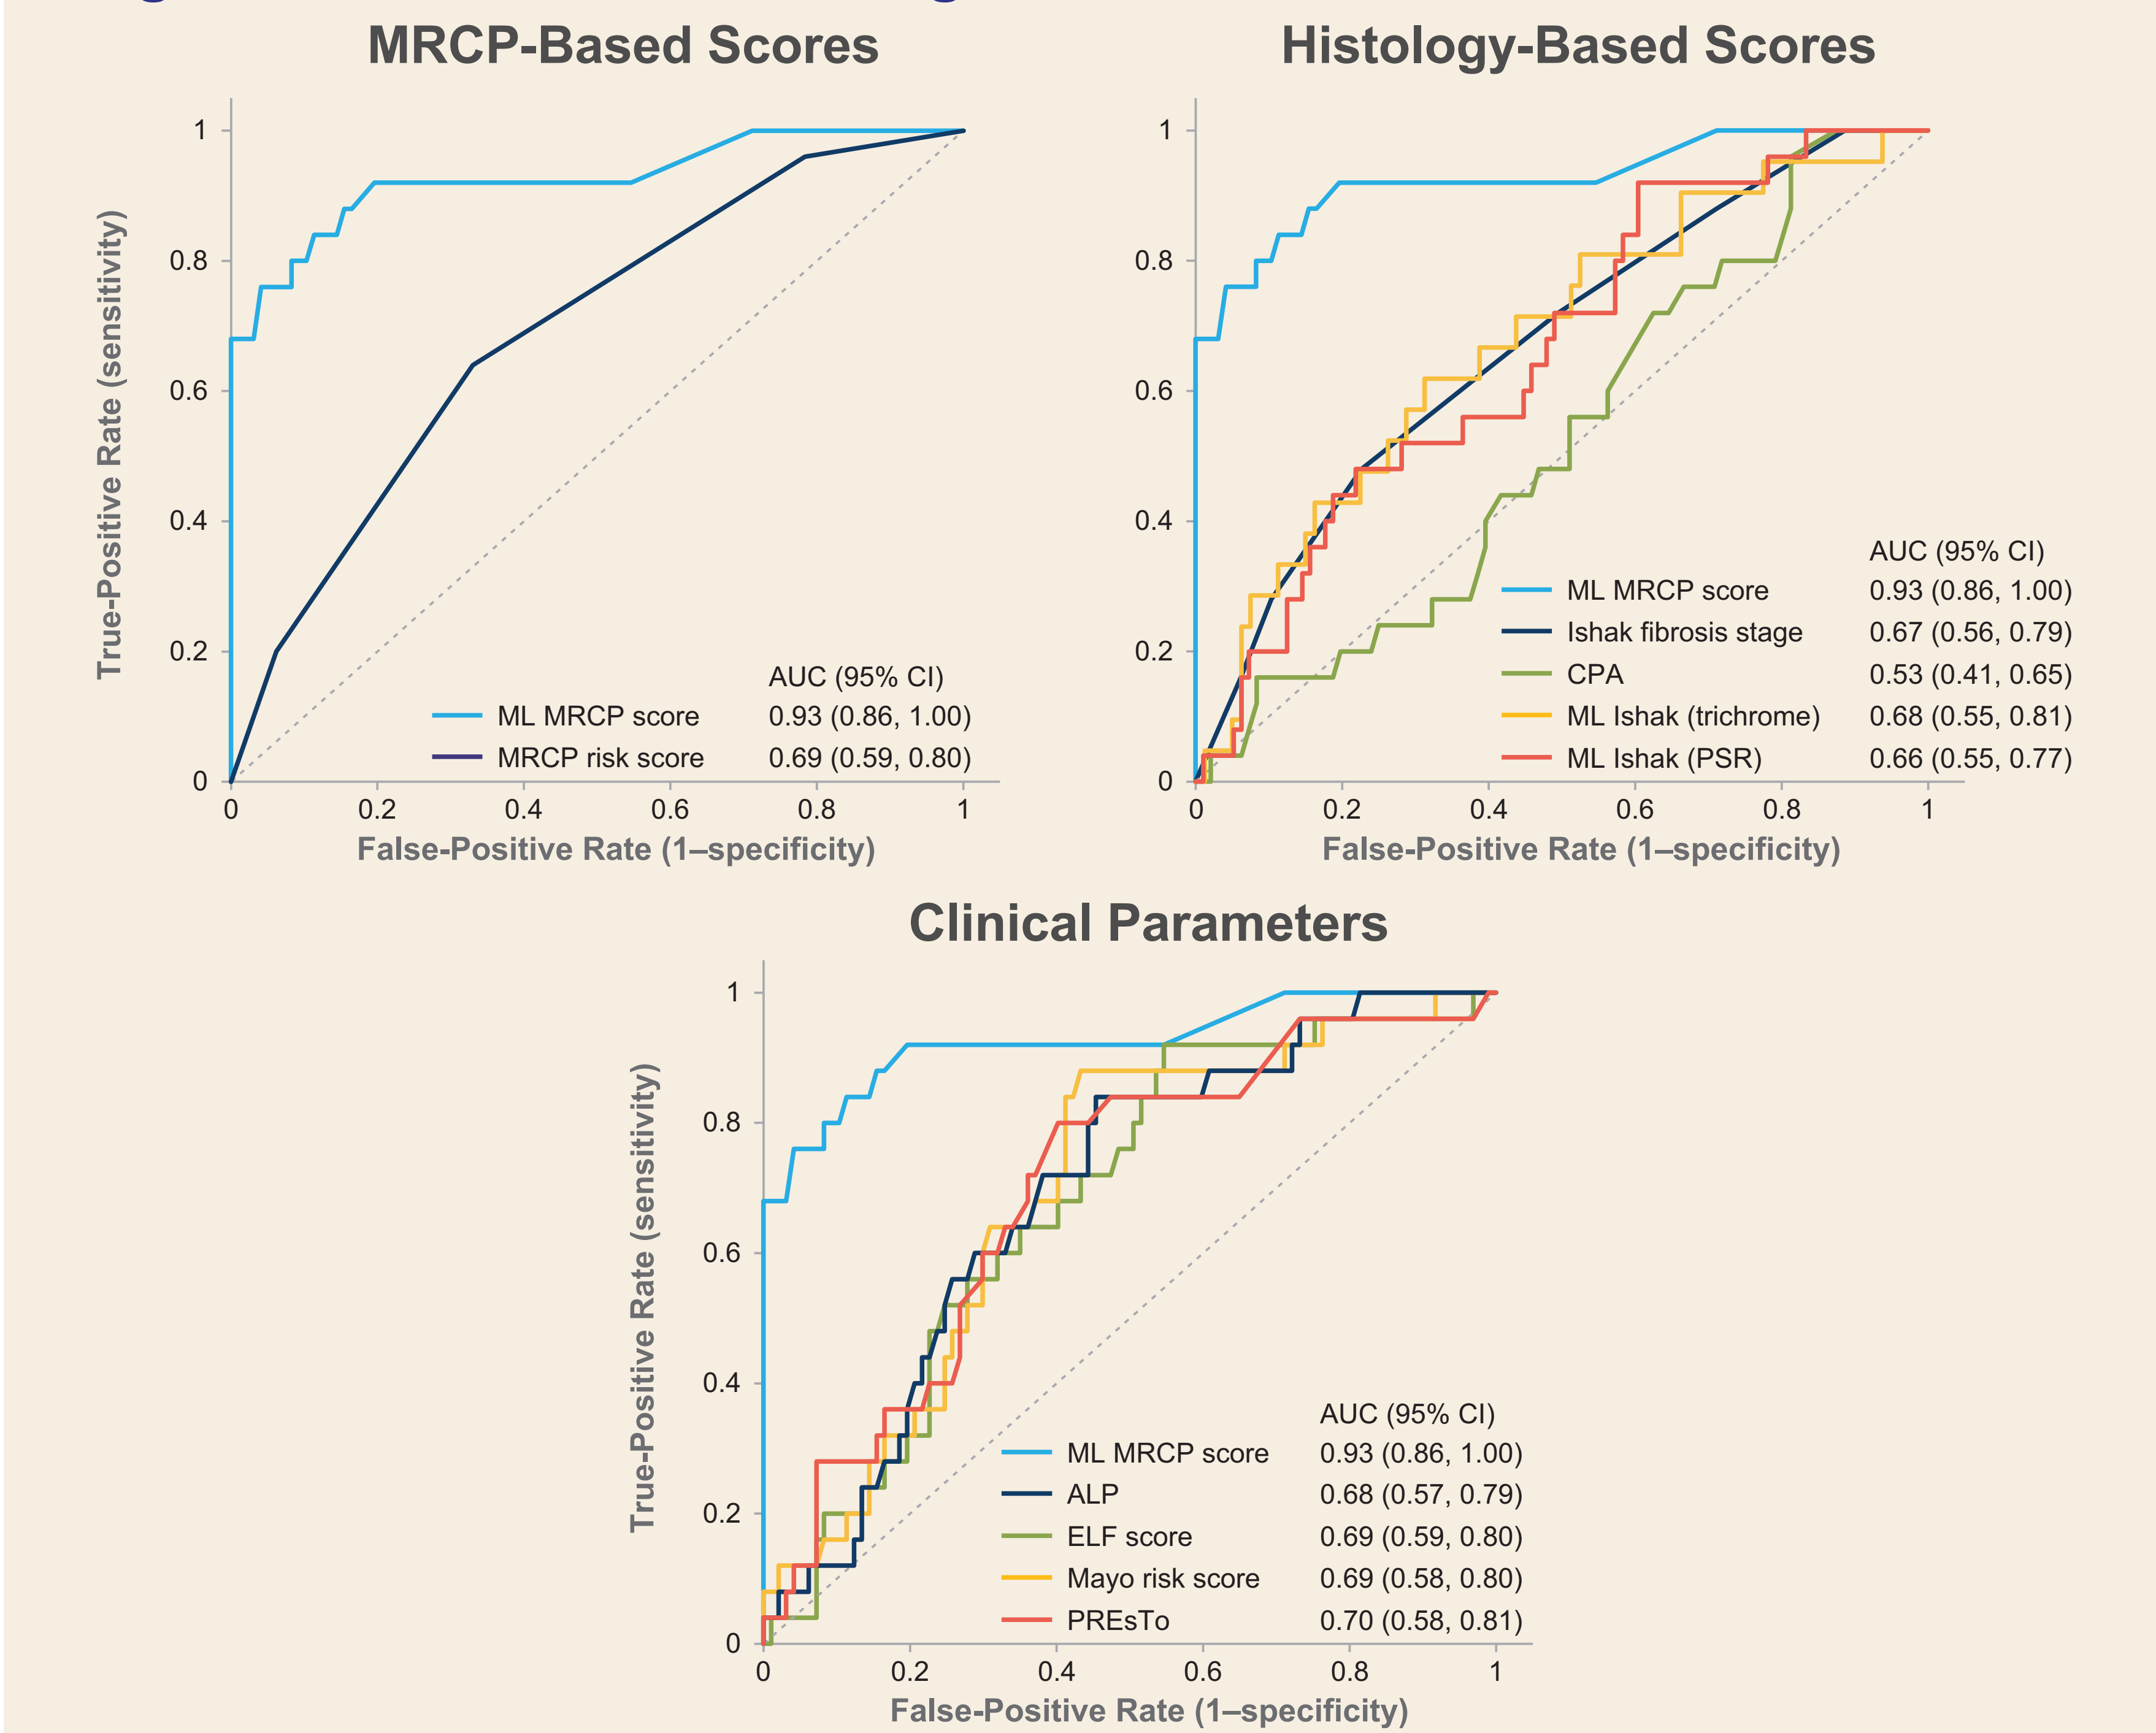 MRCP-Based Scores
1
0.8
0.6
0.4
0.2
0
True-Positive Rate (sensitivity)
AUC (95% CI)
ML MRCP score 0.93 (0.86, 1.00)
MRCP risk score 0.69 (0.59, 0.80)
0 0.2 0.4 0.6 0.8 1
False-Positive Rate (1–specificity)
Histology-Based Scores
1
0.8
0.6
0.4
0.2
0
AUC (95% CI)
ML MRCP score 0.93 (0.86, 1.00)
Ishak fibrosis stage 0.67 (0.56, 0.79)
CPA 0.53 (0.41, 0.65)
ML Ishak (trichrome) 0.68 (0.55, 0.81)
ML Ishak (PSR) 0.66 (0.55, 0.77)
0 0.2 0.4 0.6 0.8 1
False-Positive Rate (1–specificity)
Clinical Parameters
1
0.8
0.6
0.4
0.2
0
True-Positive Rate (sensitivity)
AUC (95% CI)
ML MRCP score 0.93 (0.86, 1.00)
ALP 0.68 (0.57, 0.79)
ELF score 0.69 (0.59, 0.80)
Mayo risk score 0.69 (0.58, 0.80)
PREsTo 0.70 (0.58, 0.81)
0 0.2 0.4 0.6 0.8 1
False-Positive Rate (1–specificity)